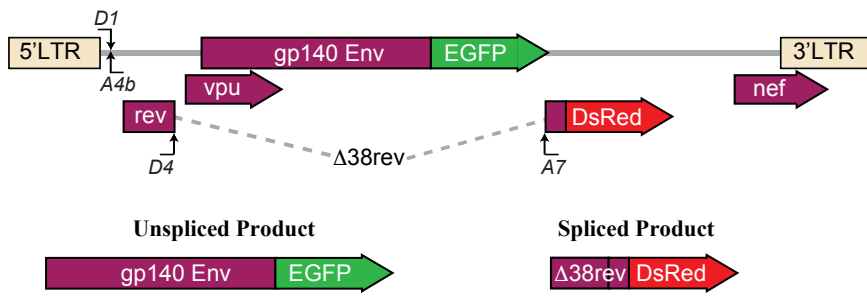 D1
5'LTR
gp140 Env
EGFP
3'LTR
A4b
vpu
nef
rev
DsRed
D4
Δ38rev
A7
Unspliced Product
Spliced Product
gp140 Env
EGFP
Δ38rev
DsRed